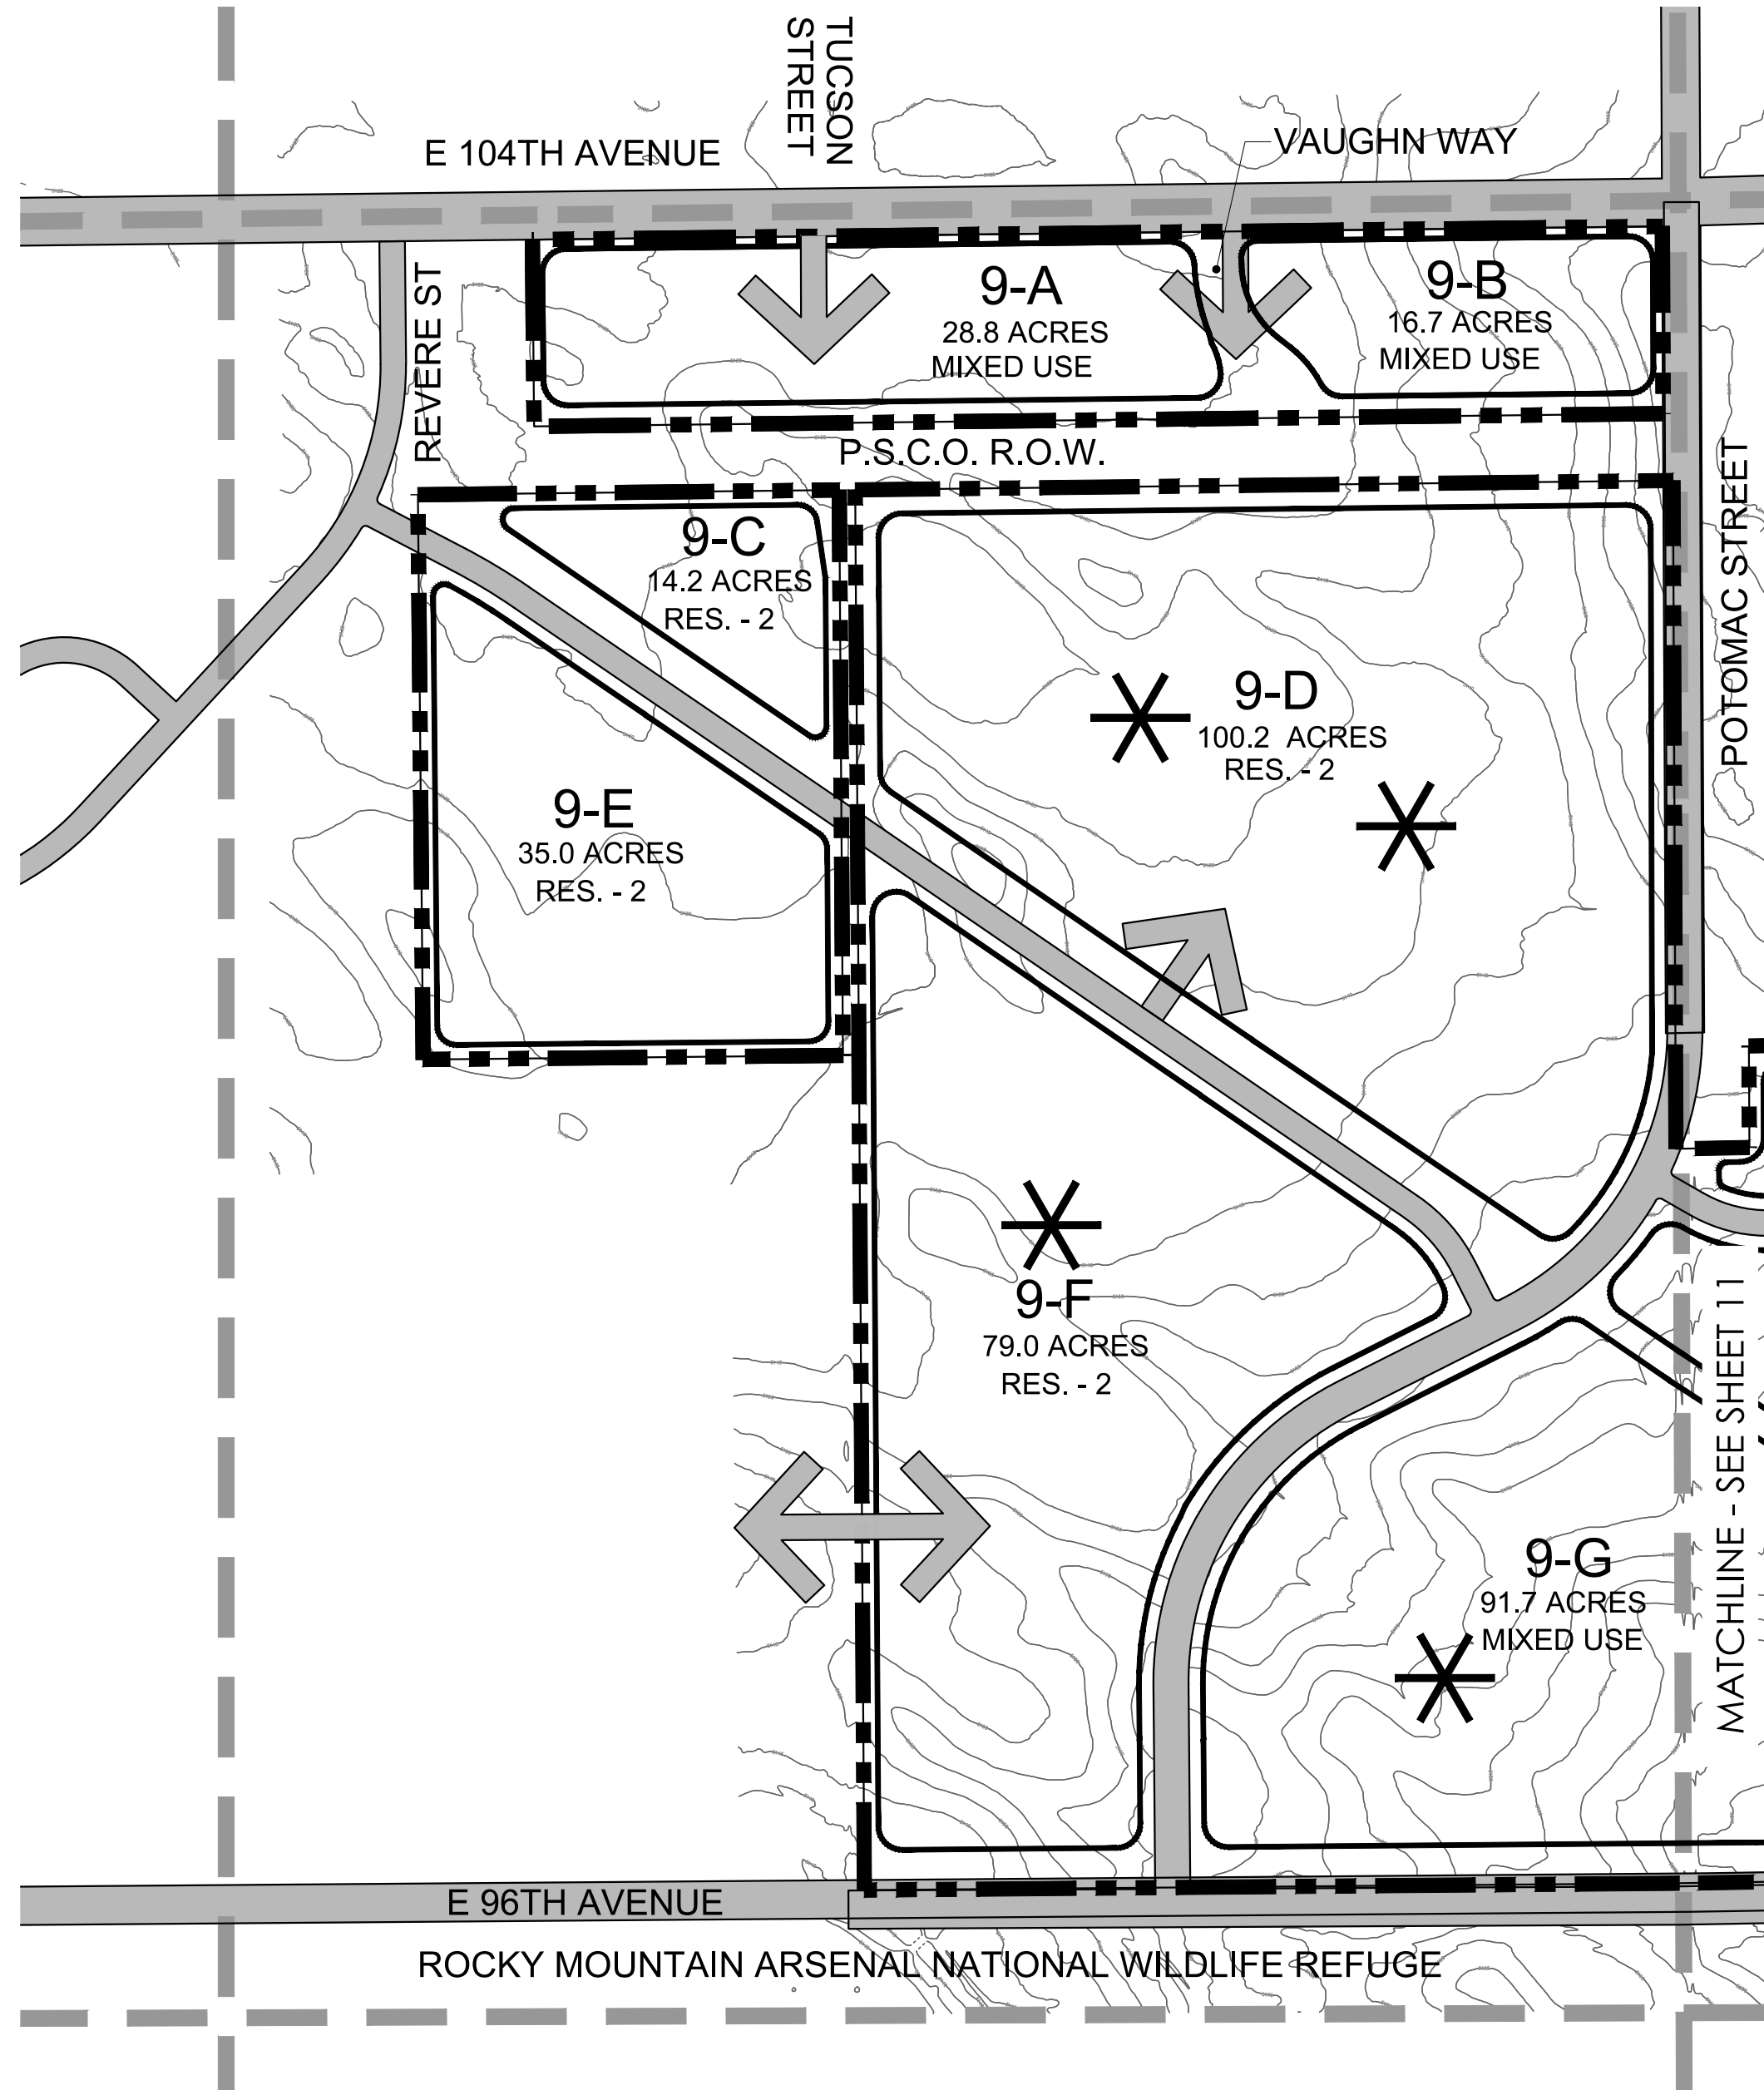 TUCSON
STREET
E 104TH AVENUE
VAUGHN WAY
REVERE ST
9-A
28.8 ACRES
MIXED USE
9-B
16.7 ACRES
MIXED USE
P.S.C.O. R.O.W.
POTOMAC STREET
9-C
14.2 ACRES
RES. - 2
9-D
100.2 ACRES
RES. - 2
9-E
35.0 ACRES
RES. - 2
9-F
79.0 ACRES
RES. - 2
MATCHLINE - SEE SHEET 11
9-G
91.7 ACRES
MIXED USE
E 96TH AVENUE
ROCKY MOUNTAIN ARSENAL NATIONAL WILDLIFE REFUGE